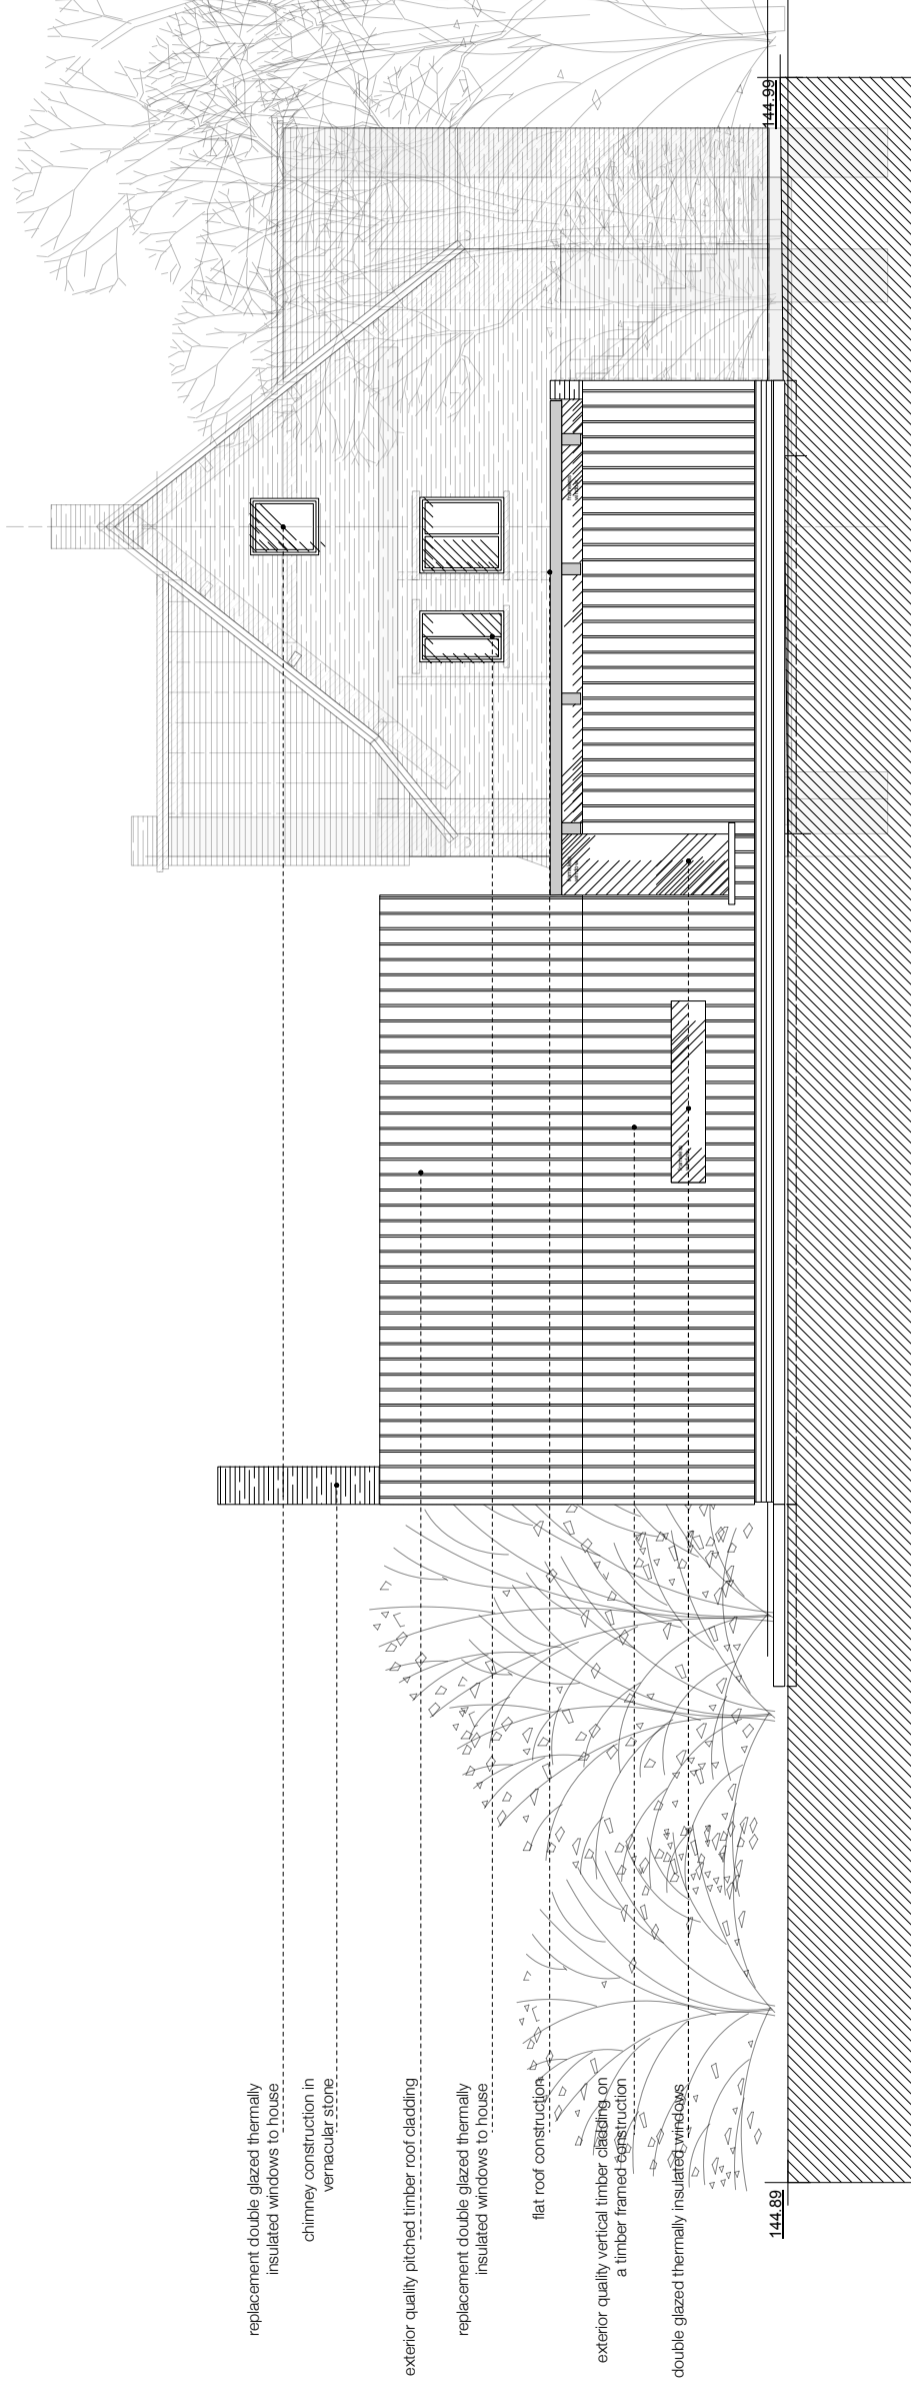 replacement double glazed thermally
insulated windows to house
chimney construction in
vernacular stone
exterior quality pitched timber roof cladding
replacement double glazed thermally
insulated windows to house
flat roof construction
exterior quality vertical timber cladding on
a timber framed construction
double glazed thermally insulated windows
144.89
144.99